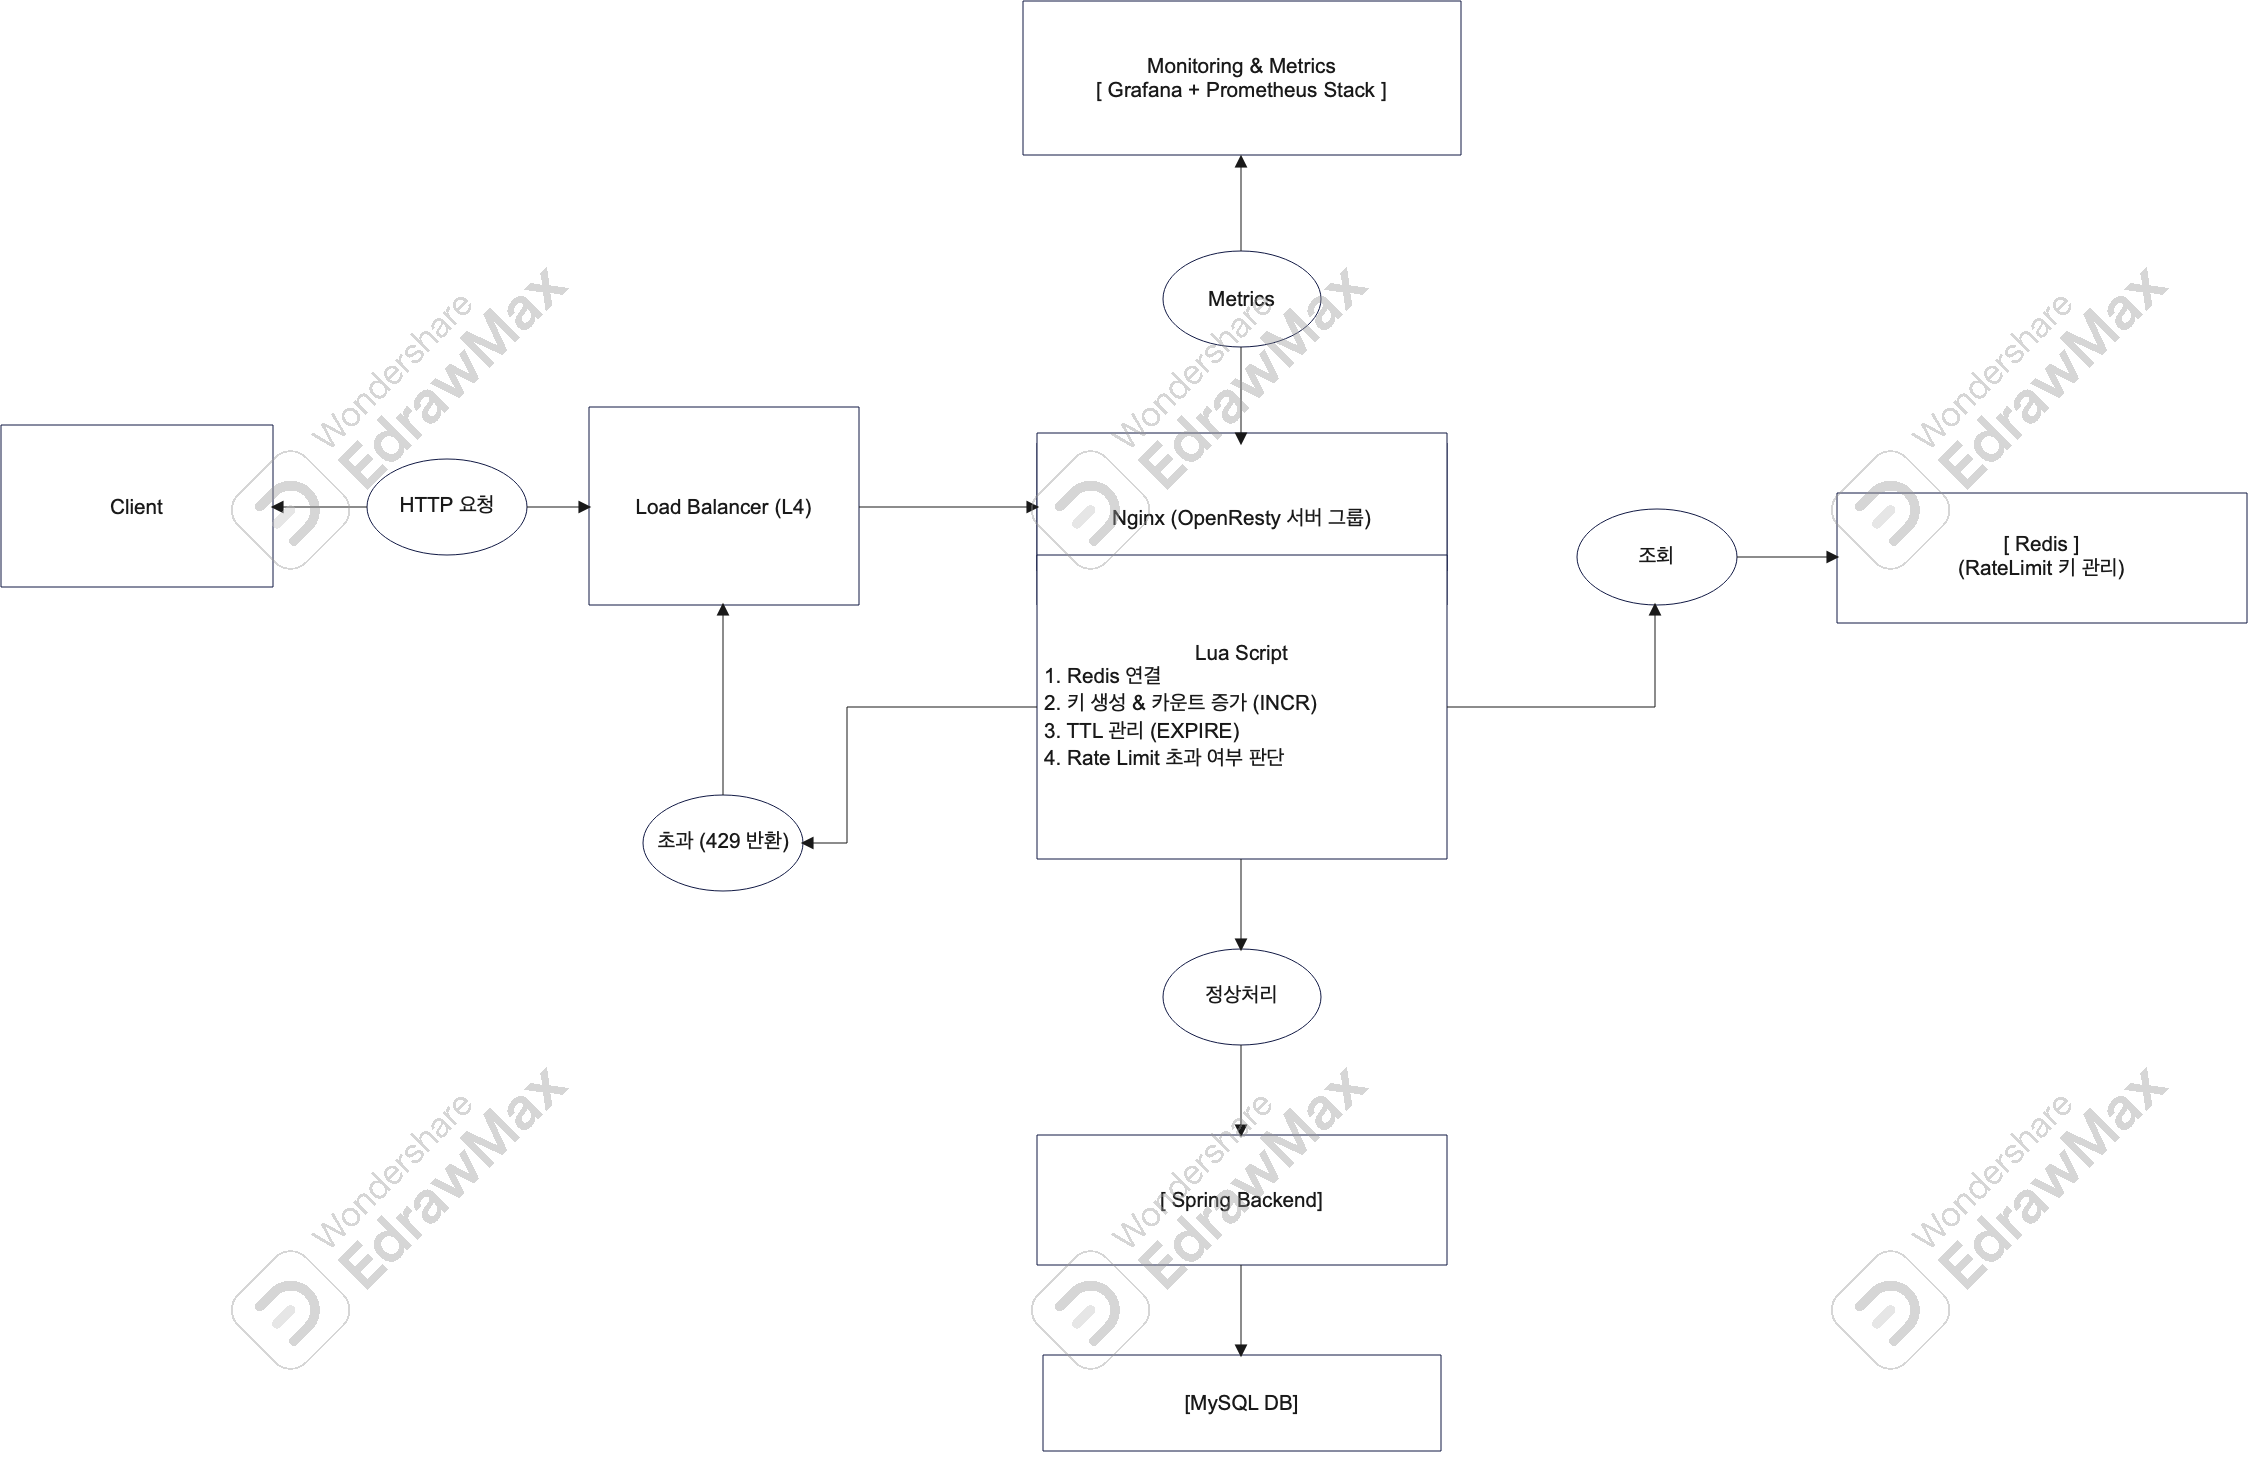 Monitoring & Metrics
[ Grafana + Prometheus Stack ]
Metrics
Client
HTTP 요청
Load Balancer (L4)
Nginx (OpenResty 서버 그룹)
조회
[ Redis ]
(RateLimit 키 관리)
Lua Script
1. Redis 연결
2. 키 생성 & 카운트 증가 (INCR)
3. TTL 관리 (EXPIRE)
4. Rate Limit 초과 여부 판단
초과 (429 반환)
정상처리
[ Spring Backend]
[MySQL DB]
Wondershare
EdrawMax
Wondershare
EdrawMax
Wondershare
EdrawMax
Wondershare
EdrawMax
Wondershare
EdrawMax
Wondershare
EdrawMax